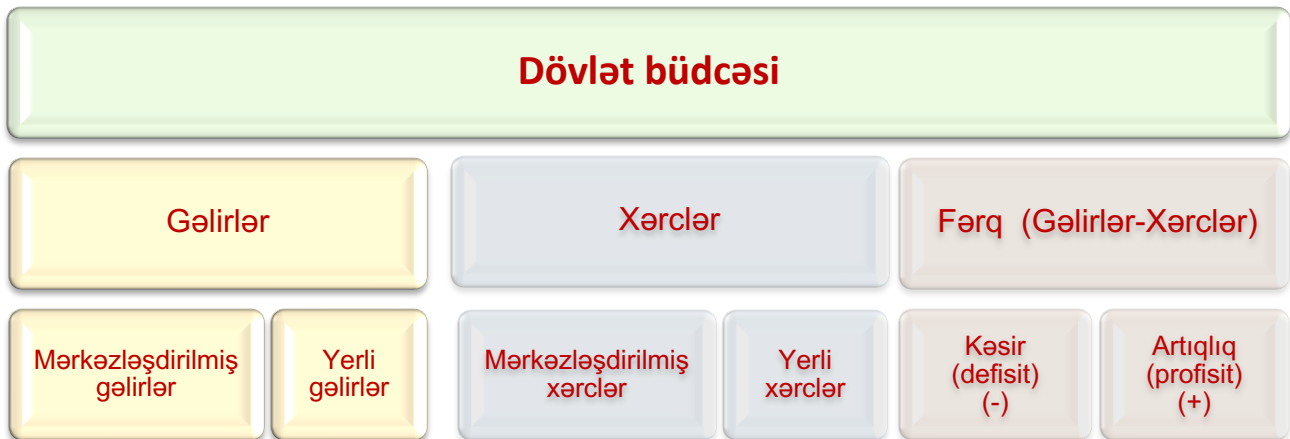 Dövlət büdcəsi
Gəlirlər
Xərclər
Fərq (Gəlirlər-Xərclər)
Mərkəzləşdirilmiş
gəlirlər
Yerli
gəlirlər
Mərkəzləşdirilmiş
xərclər
Yerli
xərclər
Kəsir
(defisit)
(-)
Artıqlıq
(profisit)
(+)